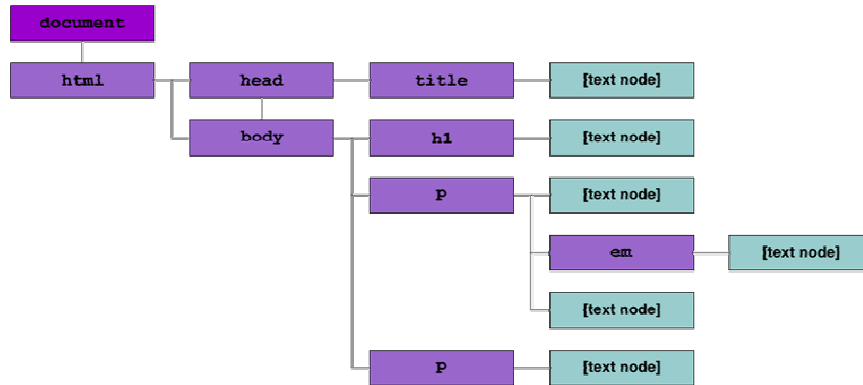 document
html head title [text node]
body h1 [text node]
p [text node]
em [text node]
[text node]
p [text node]